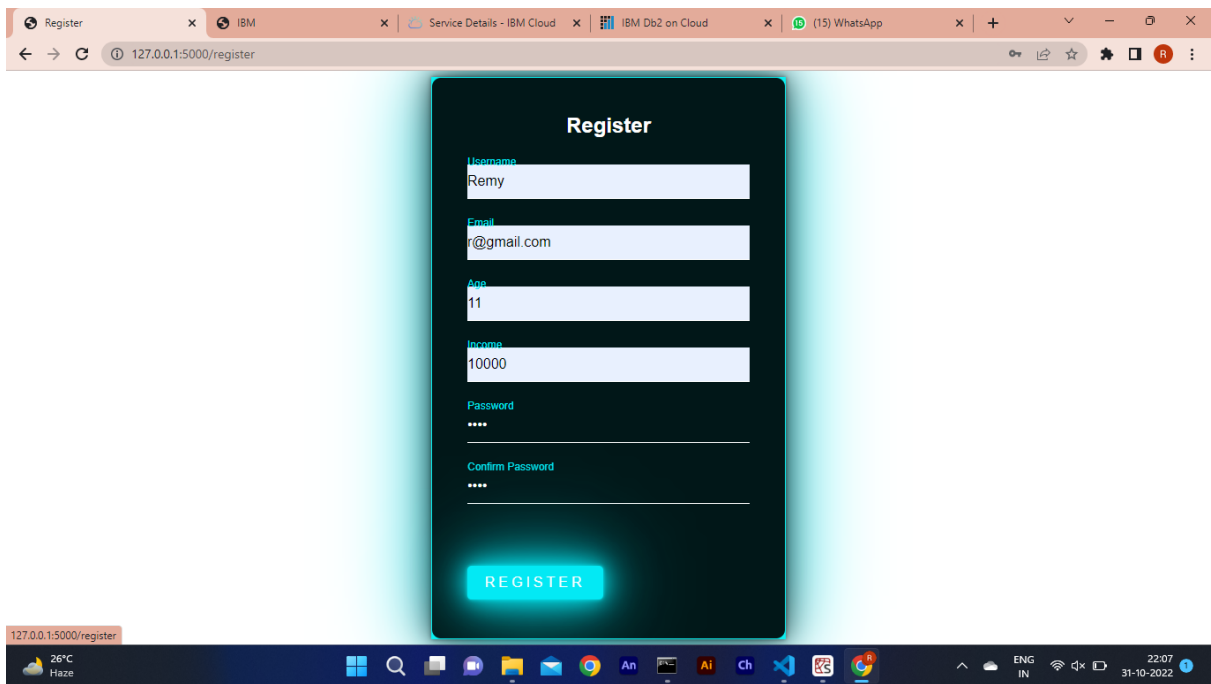 Register
IBM
Service Details - IBM Cloud
IBM Db2 on Cloud
15
(15) WhatsApp
127.0.0.1:5000/register
R
Register
Username
Remy
Email
r@gmail.com
Age
11
Income
10000
Password
••••
Confirm Password
••••
REGISTER
127.0.0.1:5000/register
26°C
Haze
An
Ai
Ch
R
ENG
IN
22:07
31-10-2022
1